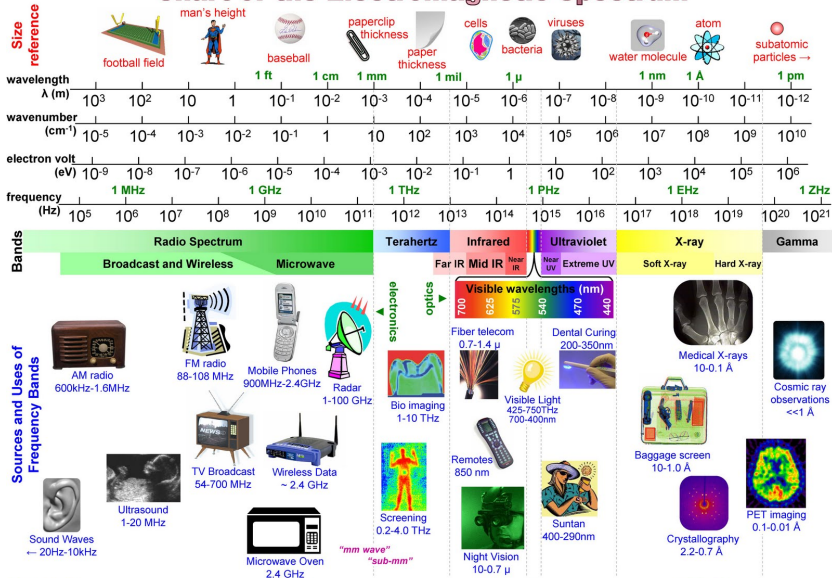 Chart of the Electromagnetic Spectrum
Size reference
football field
man's height
baseball
paperclip thickness
paper thickness
cells
bacteria
viruses
water molecule
atom
subatomic particles →
wavelength λ (m)
1 ft 1 cm 1 mm 1 mil 1 µ 1 nm 1 Å 1 pm
10³ 10² 10 1 10⁻¹ 10⁻² 10⁻³ 10⁻⁴ 10⁻⁵ 10⁻⁶ 10⁻⁷ 10⁻⁸ 10⁻⁹ 10⁻¹⁰ 10⁻¹¹ 10⁻¹²
wavenumber (cm⁻¹)
10⁻⁵ 10⁻⁴ 10⁻³ 10⁻² 10⁻¹ 1 10 10² 10³ 10⁴ 10⁵ 10⁶ 10⁷ 10⁸ 10⁹ 10¹⁰
electron volt (eV)
10⁻⁹ 10⁻⁸ 10⁻⁷ 10⁻⁶ 10⁻⁵ 10⁻⁴ 10⁻³ 10⁻² 10⁻¹ 1 10 10² 10³ 10⁴ 10⁵ 10⁶
frequency (Hz)
1 MHz 1 GHz 1 THz 1 PHz 1 EHz 1 ZHz
10⁵ 10⁶ 10⁷ 10⁸ 10⁹ 10¹⁰ 10¹¹ 10¹² 10¹³ 10¹⁴ 10¹⁵ 10¹⁶ 10¹⁷ 10¹⁸ 10¹⁹ 10²⁰ 10²¹
Bands
Radio Spectrum Terahertz Infrared Ultraviolet X-ray Gamma
Broadcast and Wireless Microwave Far IR Mid IR Near IR Near UV Extreme UV Soft X-ray Hard X-ray
electronics
optics
Visible wavelengths (nm)
700 625 575 540 470 440
Sources and Uses of Frequency Bands
AM radio
600kHz-1.6MHz
FM radio
88-108 MHz
Mobile Phones
900MHz-2.4GHz
Radar
1-100 GHz
Bio imaging
1-10 THz
Fiber telecom
0.7-1.4 µ
Visible Light
425-750THz
700-400nm
Dental Curing
200-350nm
Medical X-rays
10-0.1 Å
Cosmic ray
observations
<<1 Å
TV Broadcast
54-700 MHz
NEWS
Wireless Data
~ 2.4 GHz
Remotes
850 nm
Baggage screen
10-1.0 Å
Sound Waves
← 20Hz-10kHz
Ultrasound
1-20 MHz
Microwave Oven
2.4 GHz
Screening
0.2-4.0 THz
"mm wave"
"sub-mm"
Night Vision
10-0.7 µ
Suntan
400-290nm
Crystallography
2.2-0.7 Å
PET imaging
0.1-0.01 Å